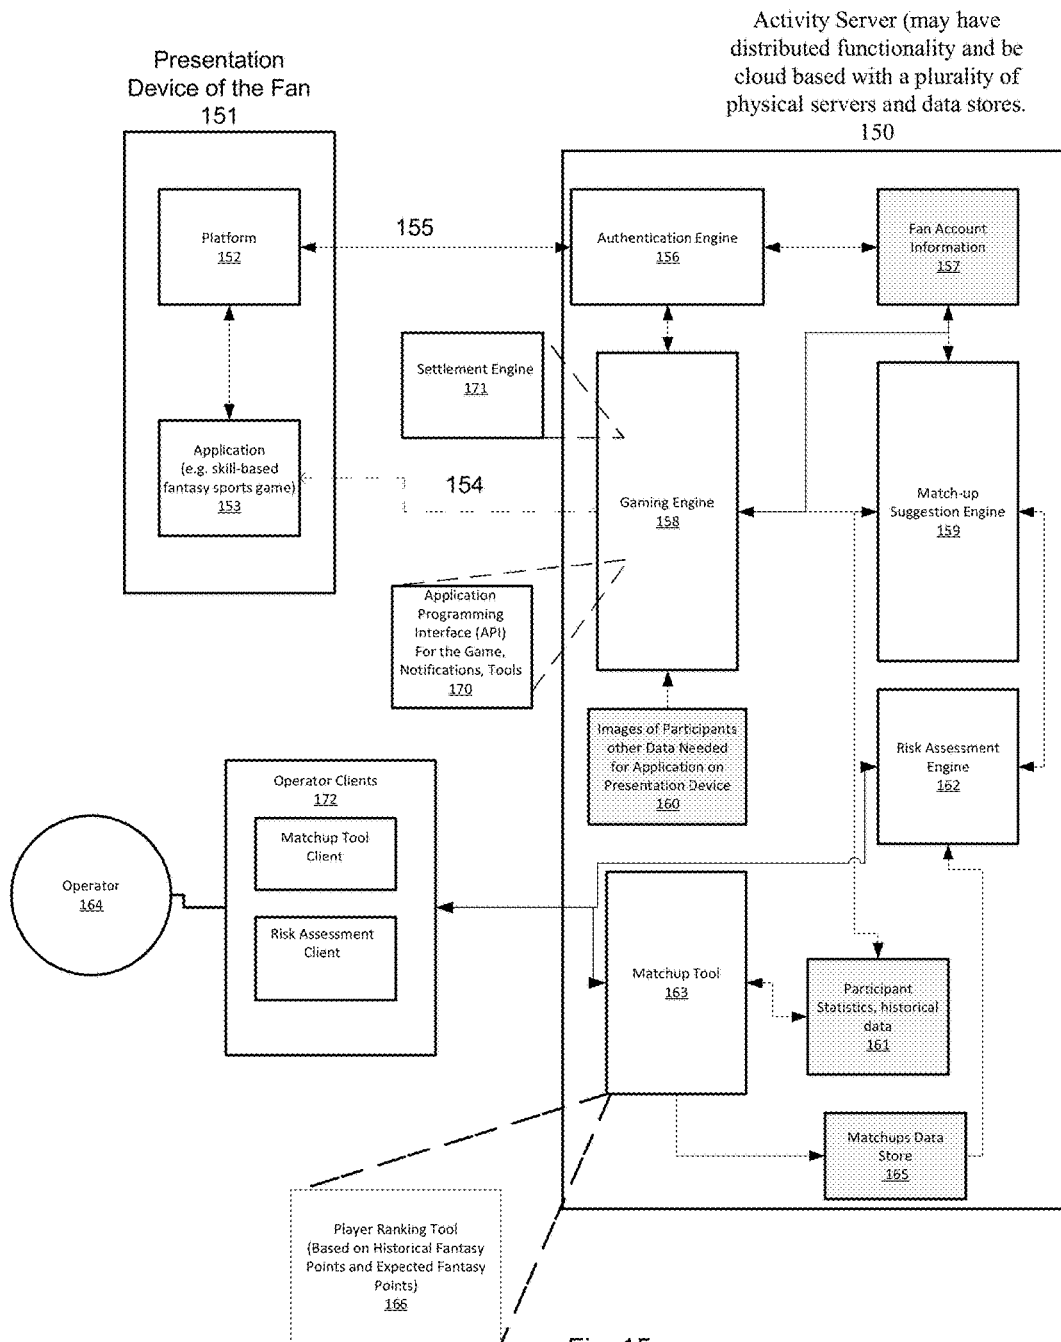 Activity Server (may have
distributed functionality and be
cloud based with a plurality of
physical servers and data stores.
150
Presentation
Device of the Fan
151
Platform
152
155
Authentication Engine
156
Fan Account
Information
157
Settlement Engine
171
Application
(e.g. skill-based
fantasy sports game)
153
154
Gaming Engine
158
Match-up
Suggestion Engine
159
Application
Programming
Interface (API)
For the Game,
Notifications, Tools
170
Images of Participants
other Data Needed
for Application on
Presentation Device
160
Risk Assessment
Engine
162
Operator Clients
172
Matchup Tool
Client
Risk Assessment
Client
Operator
164
Matchup Tool
163
Participant
Statistics, historical
data
161
Matchups Data
Store
165
Player Ranking Tool
(Based on Historical Fantasy
Points and Expected Fantasy
Points)
166